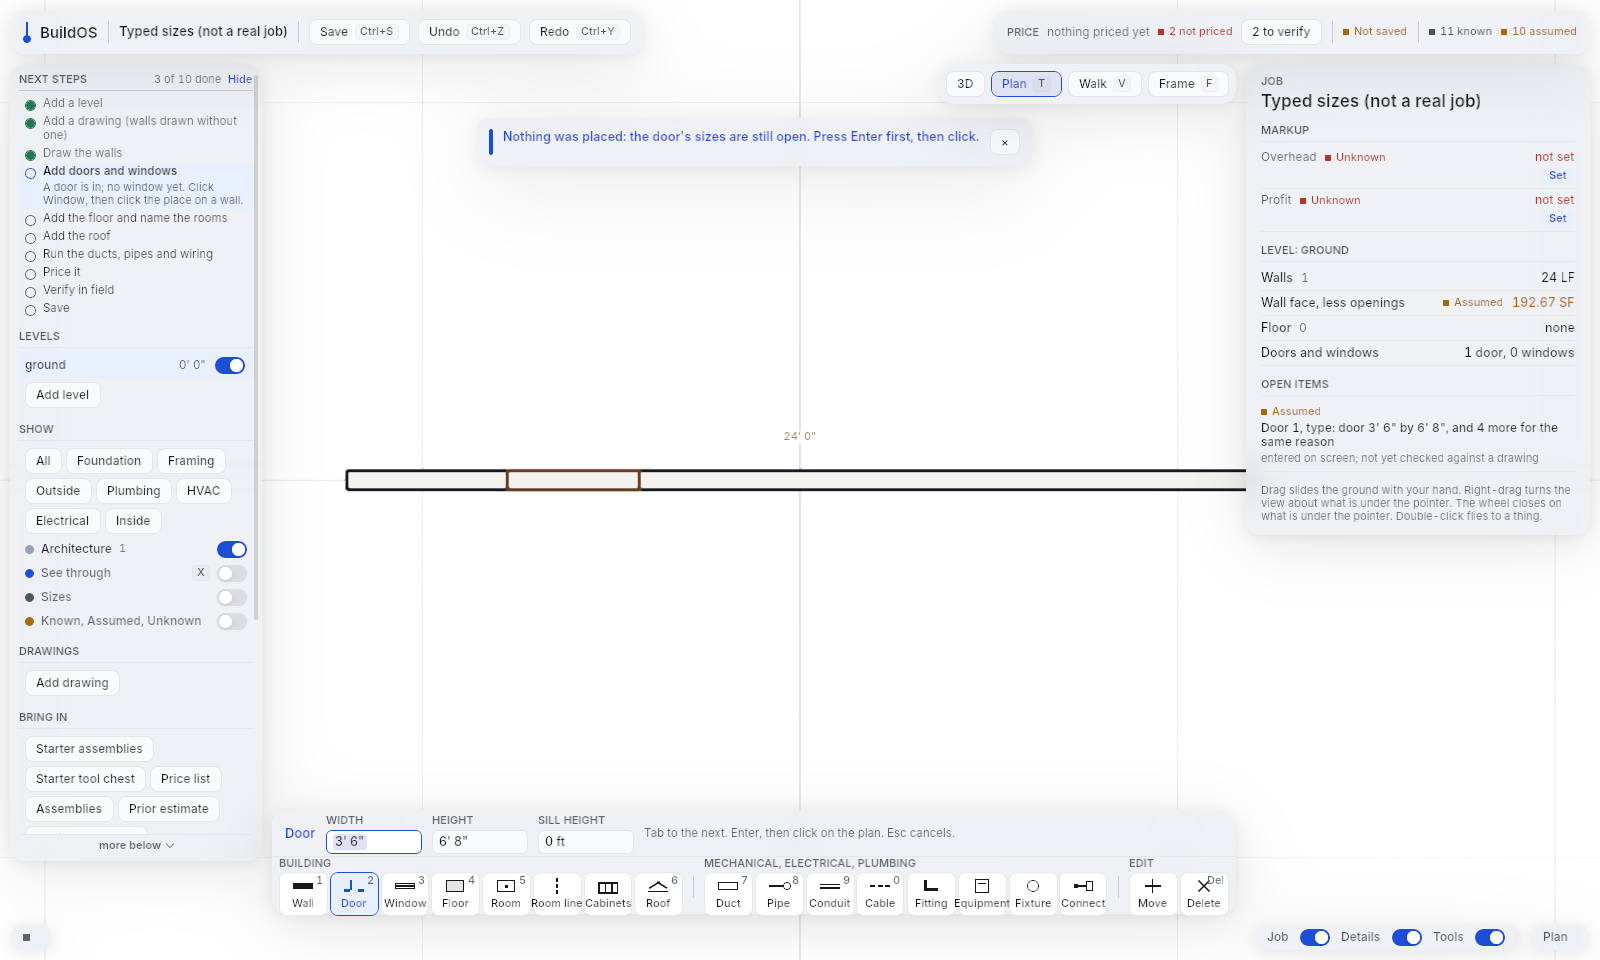 BuildOS
Typed sizes (not a real job)
Save Ctrl+S
Undo Ctrl+Z
Redo Ctrl+Y
PRICE nothing priced yet 2 not priced 2 to verify Not saved 11 known 10 assumed
NEXT STEPS 3 of 10 done Hide
Add a level
Add a drawing (walls drawn without
one)
Draw the walls
Add doors and windows
A door is in; no window yet. Click
Window, then click the place on a wall.
Add the floor and name the rooms
Add the roof
Run the ducts, pipes and wiring
Price it
Verify in field
Save
LEVELS
ground 0' 0"
Add level
SHOW
All Foundation Framing
Outside Plumbing HVAC
Electrical Inside
Architecture 1
See through X
Sizes
Known, Assumed, Unknown
DRAWINGS
Add drawing
BRING IN
Starter assemblies
Starter tool chest Price list
Assemblies Prior estimate
more below
3D Plan T Walk V Frame F
Nothing was placed: the door's sizes are still open. Press Enter first, then click. ×
24' 0"
JOB
Typed sizes (not a real job)
MARKUP
Overhead Unknown not set
Set
Profit Unknown not set
Set
LEVEL: GROUND
Walls 1 24 LF
Wall face, less openings Assumed 192.67 SF
Floor 0 none
Doors and windows 1 door, 0 windows
OPEN ITEMS
Assumed
Door 1, type: door 3' 6" by 6' 8", and 4 more for the
same reason
entered on screen; not yet checked against a drawing
Drag slides the ground with your hand. Right-drag turns the
view about what is under the pointer. The wheel closes on
what is under the pointer. Double-click flies to a thing.
WIDTH HEIGHT SILL HEIGHT
Door 3' 6" 6' 8" 0 ft Tab to the next. Enter, then click on the plan. Esc cancels.
BUILDING MECHANICAL, ELECTRICAL, PLUMBING EDIT
1 2 3 4 5 6 7 8 9 0 Del
Wall Door Window Floor Room Room line Cabinets Roof Duct Pipe Conduit Cable Fitting Equipment Fixture Connect Move Delete
Job Details Tools Plan